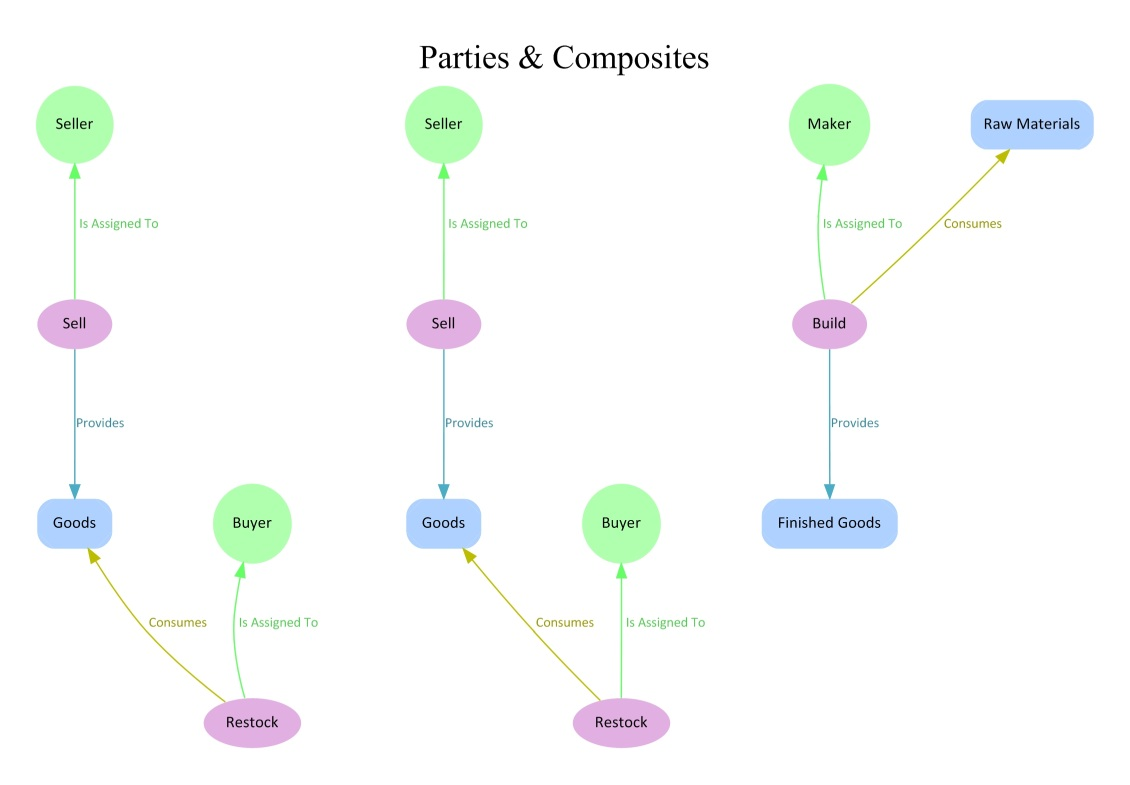 Parties & Composites
Seller
Seller
Maker
Raw Materials
Is Assigned To
Is Assigned To
Is Assigned To
Consumes
Sell
Sell
Build
Provides
Provides
Provides
Goods
Buyer
Goods
Buyer
Finished Goods
Consumes
Is Assigned To
Consumes
Is Assigned To
Restock
Restock